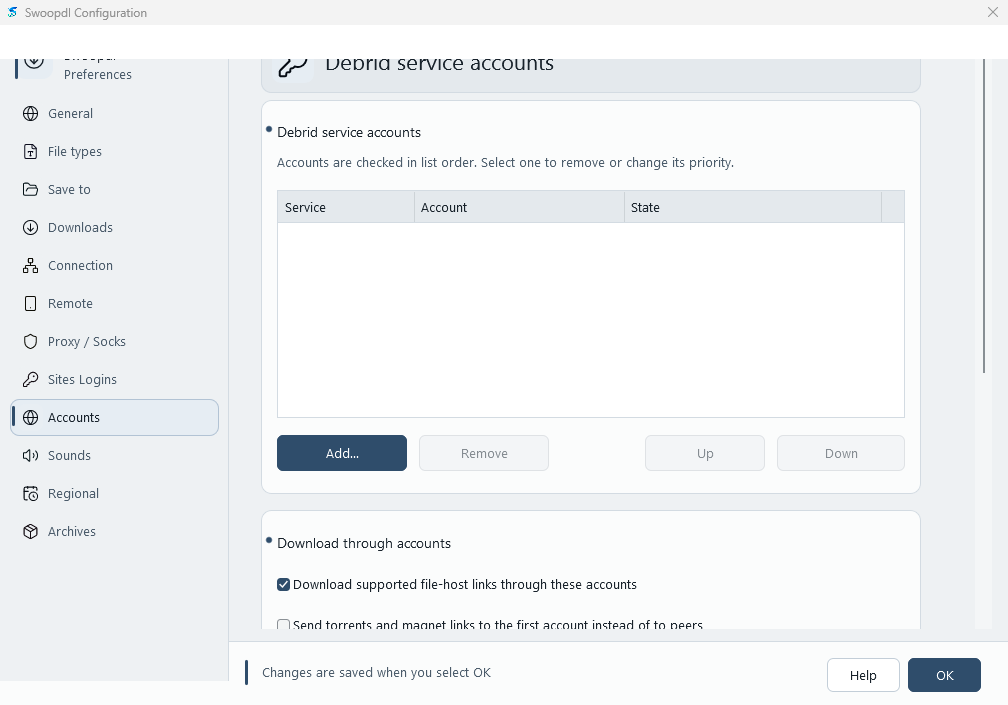 Swoopdl Configuration
Preferences
General
File types
Save to
Downloads
Connection
Remote
Proxy / Socks
Sites Logins
Accounts
Sounds
Regional
Archives
Debrid service accounts
Debrid service accounts
Accounts are checked in list order. Select one to remove or change its priority.
Service Account State
Add... Remove Up Down
Download through accounts
Download supported file-host links through these accounts
Send torrents and magnet links to the first account instead of to peers
Changes are saved when you select OK
Help OK